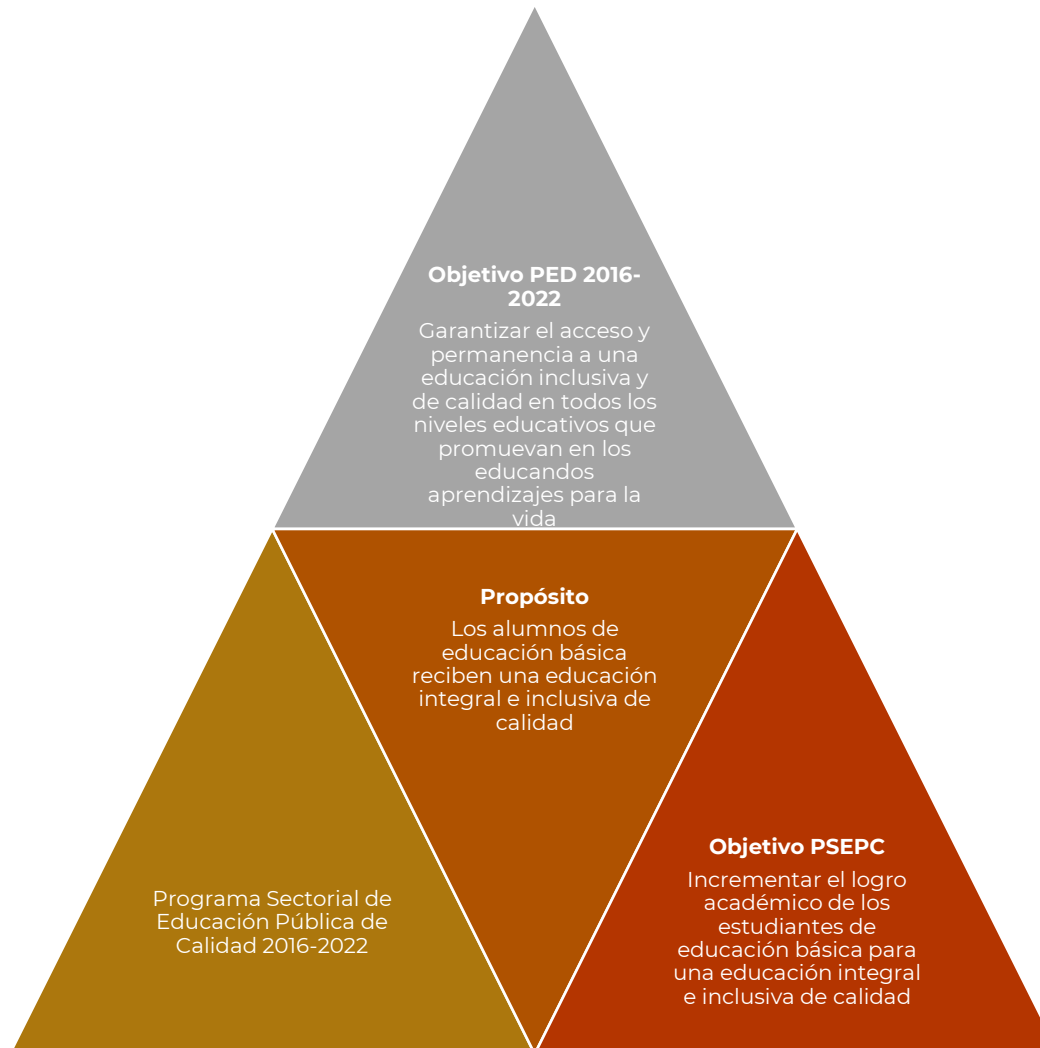 Objetivo PED 2016-
2022
Garantizar el acceso y
permanencia a una
educación inclusiva y
de calidad en todos los
niveles educativos que
promuevan en los
educandos
aprendizajes para la
vida
Propósito
Los alumnos de
educación básica
reciben una educación
integral e inclusiva de
calidad
Programa Sectorial de
Educación Pública de
Calidad 2016-2022
Objetivo PSEPC
Incrementar el logro
académico de los
estudiantes de
educación básica para
una educación integral
e inclusiva de calidad